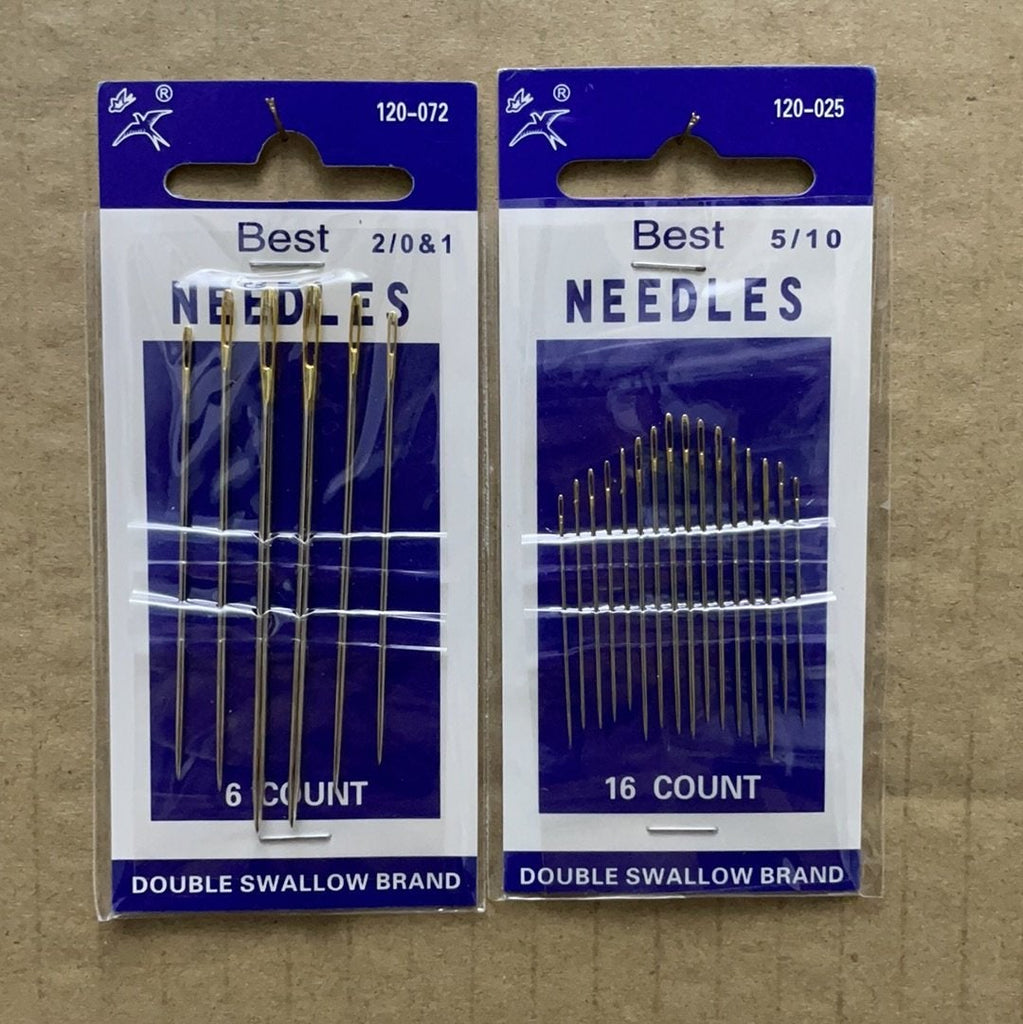 ®
120-072
Best 2/0&1
NEEDLES
6 COUNT
DOUBLE SWALLOW BRAND
®
120-025
Best 5/10
NEEDLES
16 COUNT
DOUBLE SWALLOW BRAND